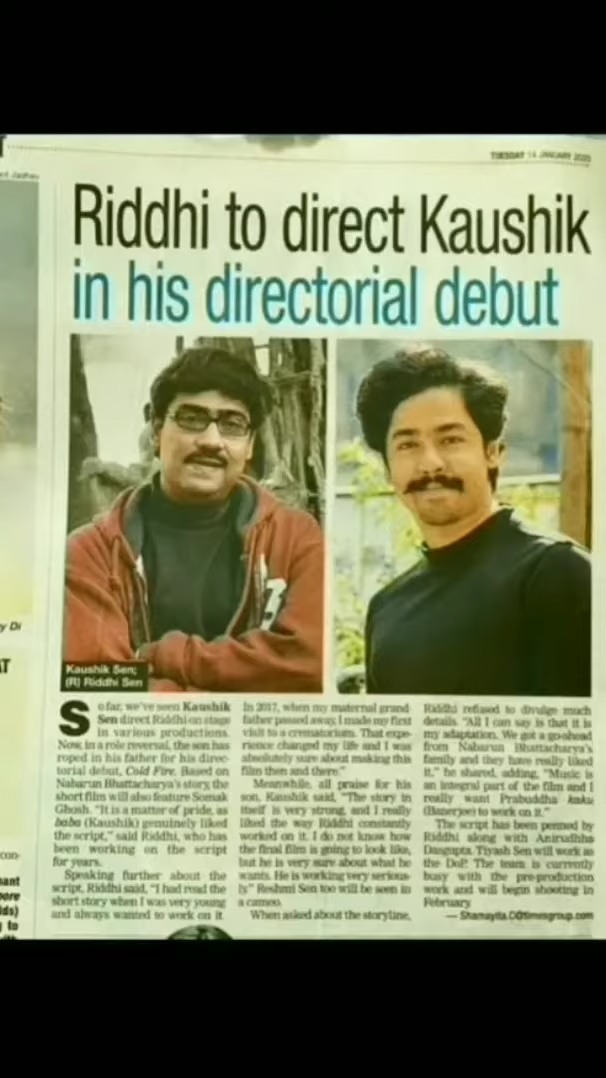 TUESDAY 14 JANUARY 2020
Riddhi to direct Kaushik
in his directorial debut
y Di
AT
Kaushik Sen;
(R) Riddhi Sen
So far, we've seen Kaushik
Sen direct Riddhi on stage
in various productions.
Now, in a role reversal, the son has
roped in his father for his direc-
torial debut, Cold Fire. Based on
Nabarun Bhattacharya's story, the
short film will also feature Somak
Ghosh. "It is a matter of pride, as
baba (Kaushik) genuinely liked
the script," said Riddhi, who has
been working on the script
for years.
Speaking further about the
script, Riddhi said, "I had read the
short story when I was very young
and always wanted to work on it.
In 2017, when my maternal grand-
father passed away, I made my first
visit to a crematorium. That expe-
rience changed my life and I was
absolutely sure about making this
film then and there."
Meanwhile, all praise for his
son, Kaushik said, "The story in
itself is very strong, and I really
liked the way Riddhi constantly
worked on it. I do not know how
the final film is going to look like,
but he is very sure about what he
wants. He is working very serious-
ly." Reshmi Sen too will be seen in
a cameo.
When asked about the storyline,
Riddhi refused to divulge much
details. "All I can say is that it is
my adaptation. We got a go-ahead
from Nabarun Bhattacharya's
family and they have really liked
it," he shared, adding, "Music is
an integral part of the film and I
really want Prabuddha kaku
(Banerjee) to work on it."
The script has been penned by
Riddhi along with Anirudhha
Dasgupta. Tiyash Sen will work as
the DoP. The team is currently
busy with the pre-production
work and will begin shooting in
February.
— Shamayita.C@timesgroup.com
con-
ant
ore
ds)
to